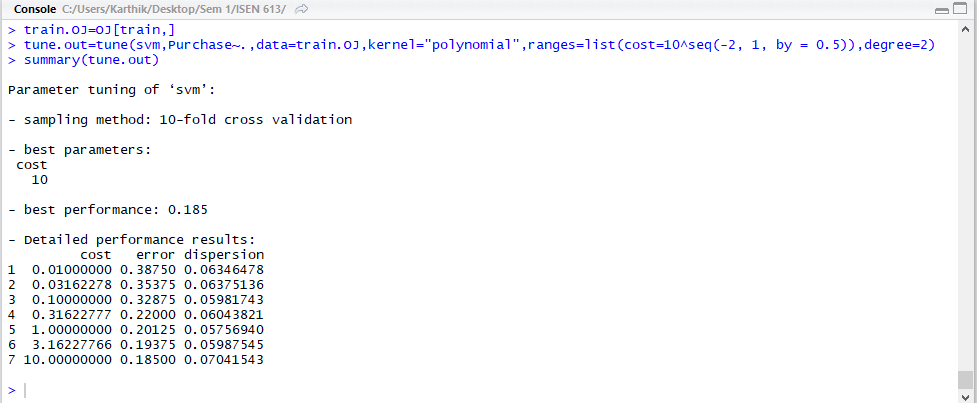 Console C:/Users/Karthik/Desktop/Sem 1/ISEN 613/
> train.OJ=OJ[train,]
> tune.out=tune(svm,Purchase~.,data=train.OJ,kernel="polynomial",ranges=list(cost=10^seq(-2, 1, by = 0.5)),degree=2)
> summary(tune.out)
Parameter tuning of ‘svm’:
- sampling method: 10-fold cross validation
- best parameters:
cost
10
- best performance: 0.185
- Detailed performance results:
cost error dispersion
1 0.01000000 0.38750 0.06346478
2 0.03162278 0.35375 0.06375136
3 0.10000000 0.32875 0.05981743
4 0.31622777 0.22000 0.06043821
5 1.00000000 0.20125 0.05756940
6 3.16227766 0.19375 0.05987545
7 10.00000000 0.18500 0.07041543
>